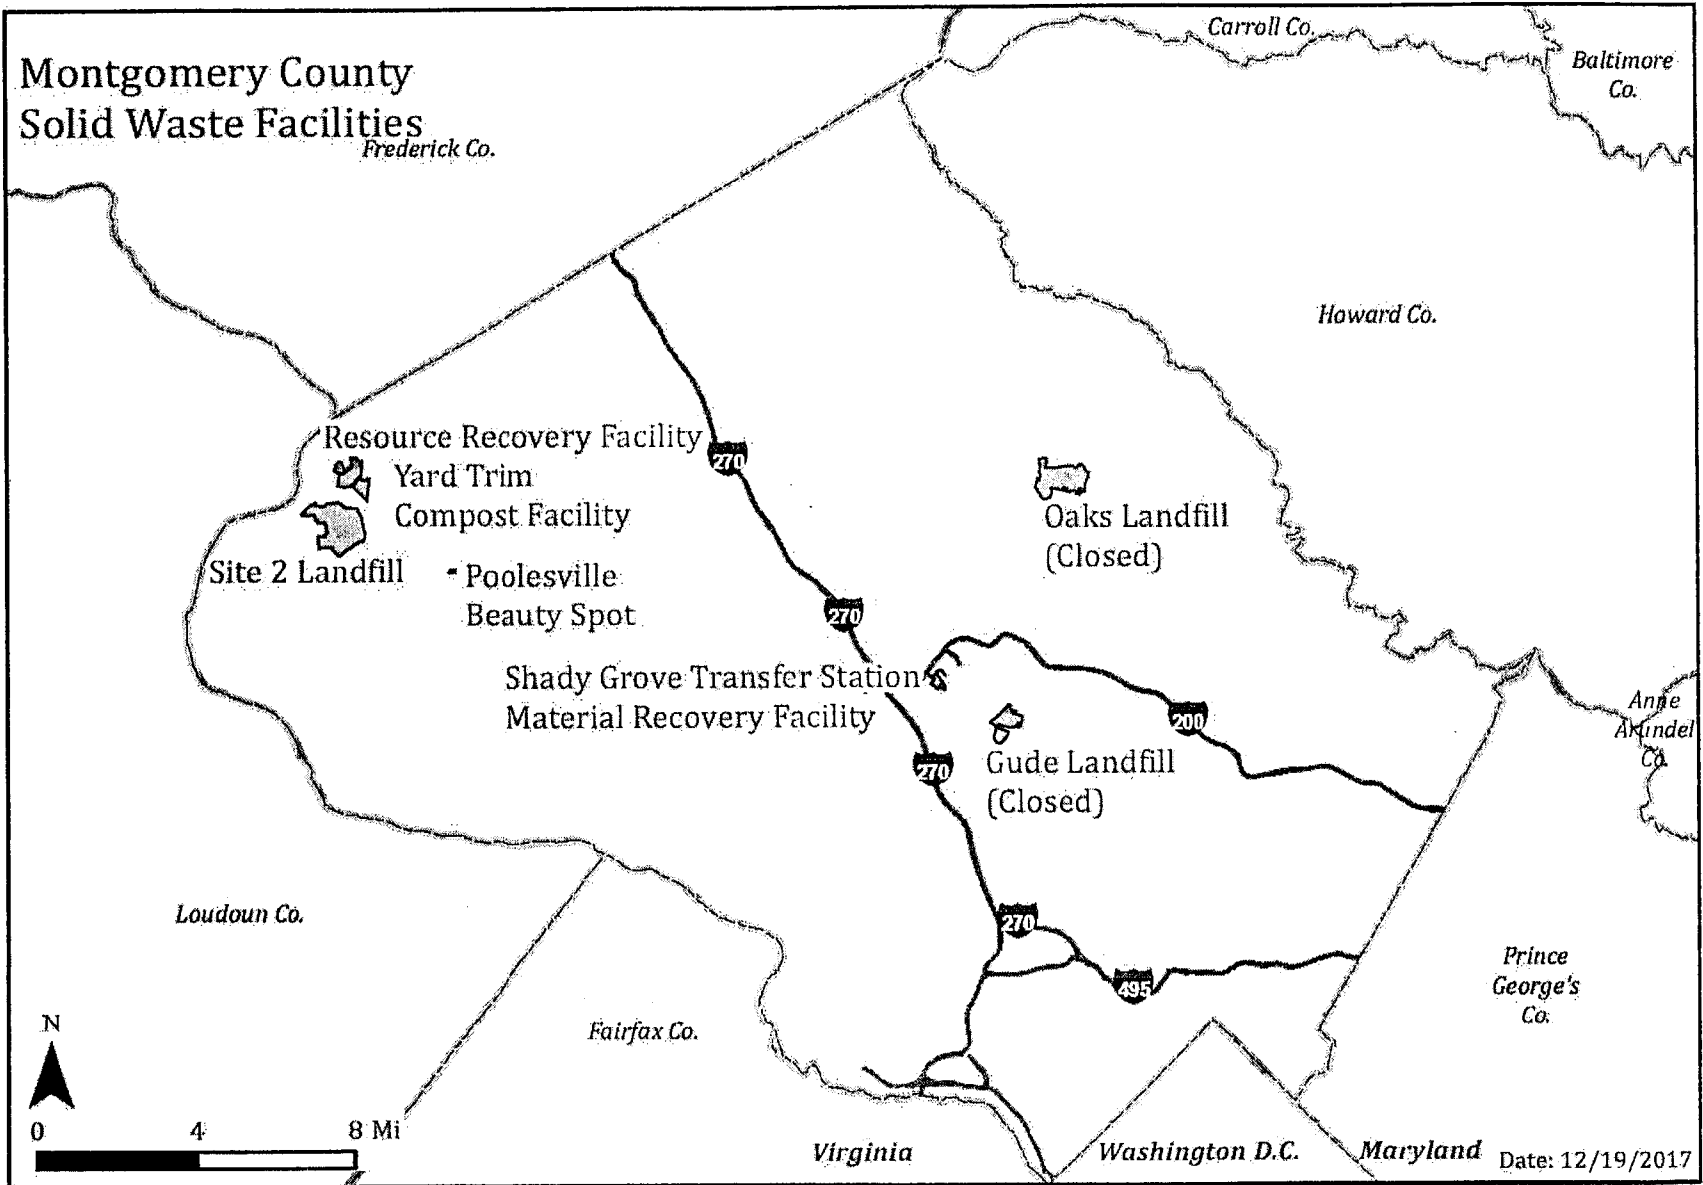 Montgomery County
Solid Waste Facilities
Frederick Co.
Carroll Co.
Baltimore
Co.
Howard Co.
Resource Recovery Facility
270
Yard Trim
Compost Facility
Site 2 Landfill
Poolesville
Beauty Spot
Oaks Landfill
(Closed)
270
Shady Grove Transfer Station
Material Recovery Facility
200
Anne
Arundel
Co.
270
Gude Landfill
(Closed)
Loudoun Co.
270
495
Prince
George's
Co.
Fairfax Co.
N
0 4 8 Mi
Virginia
Washington D.C.
Maryland
Date: 12/19/2017